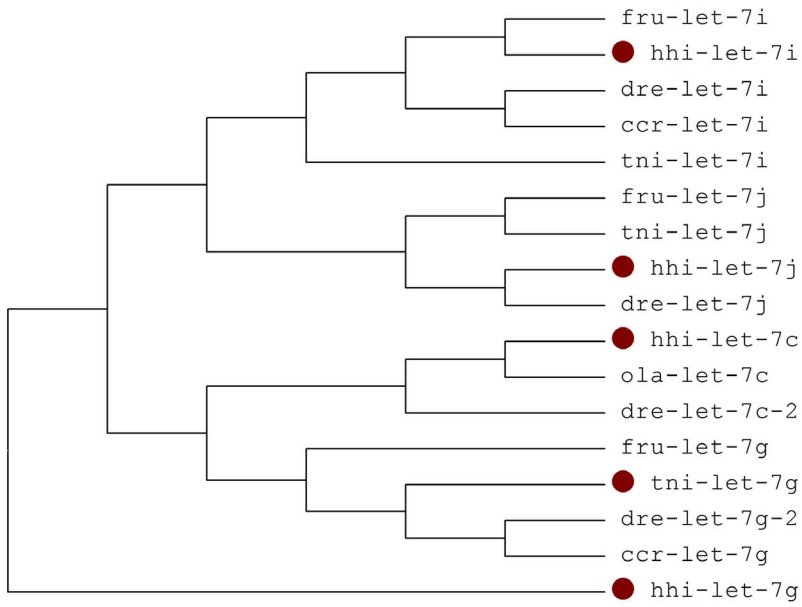 fru-let-7i
hhi-let-7i
dre-let-7i
ccr-let-7i
tni-let-7i
fru-let-7j
tni-let-7j
hhi-let-7j
dre-let-7j
hhi-let-7c
ola-let-7c
dre-let-7c-2
fru-let-7g
tni-let-7g
dre-let-7g-2
ccr-let-7g
hhi-let-7g